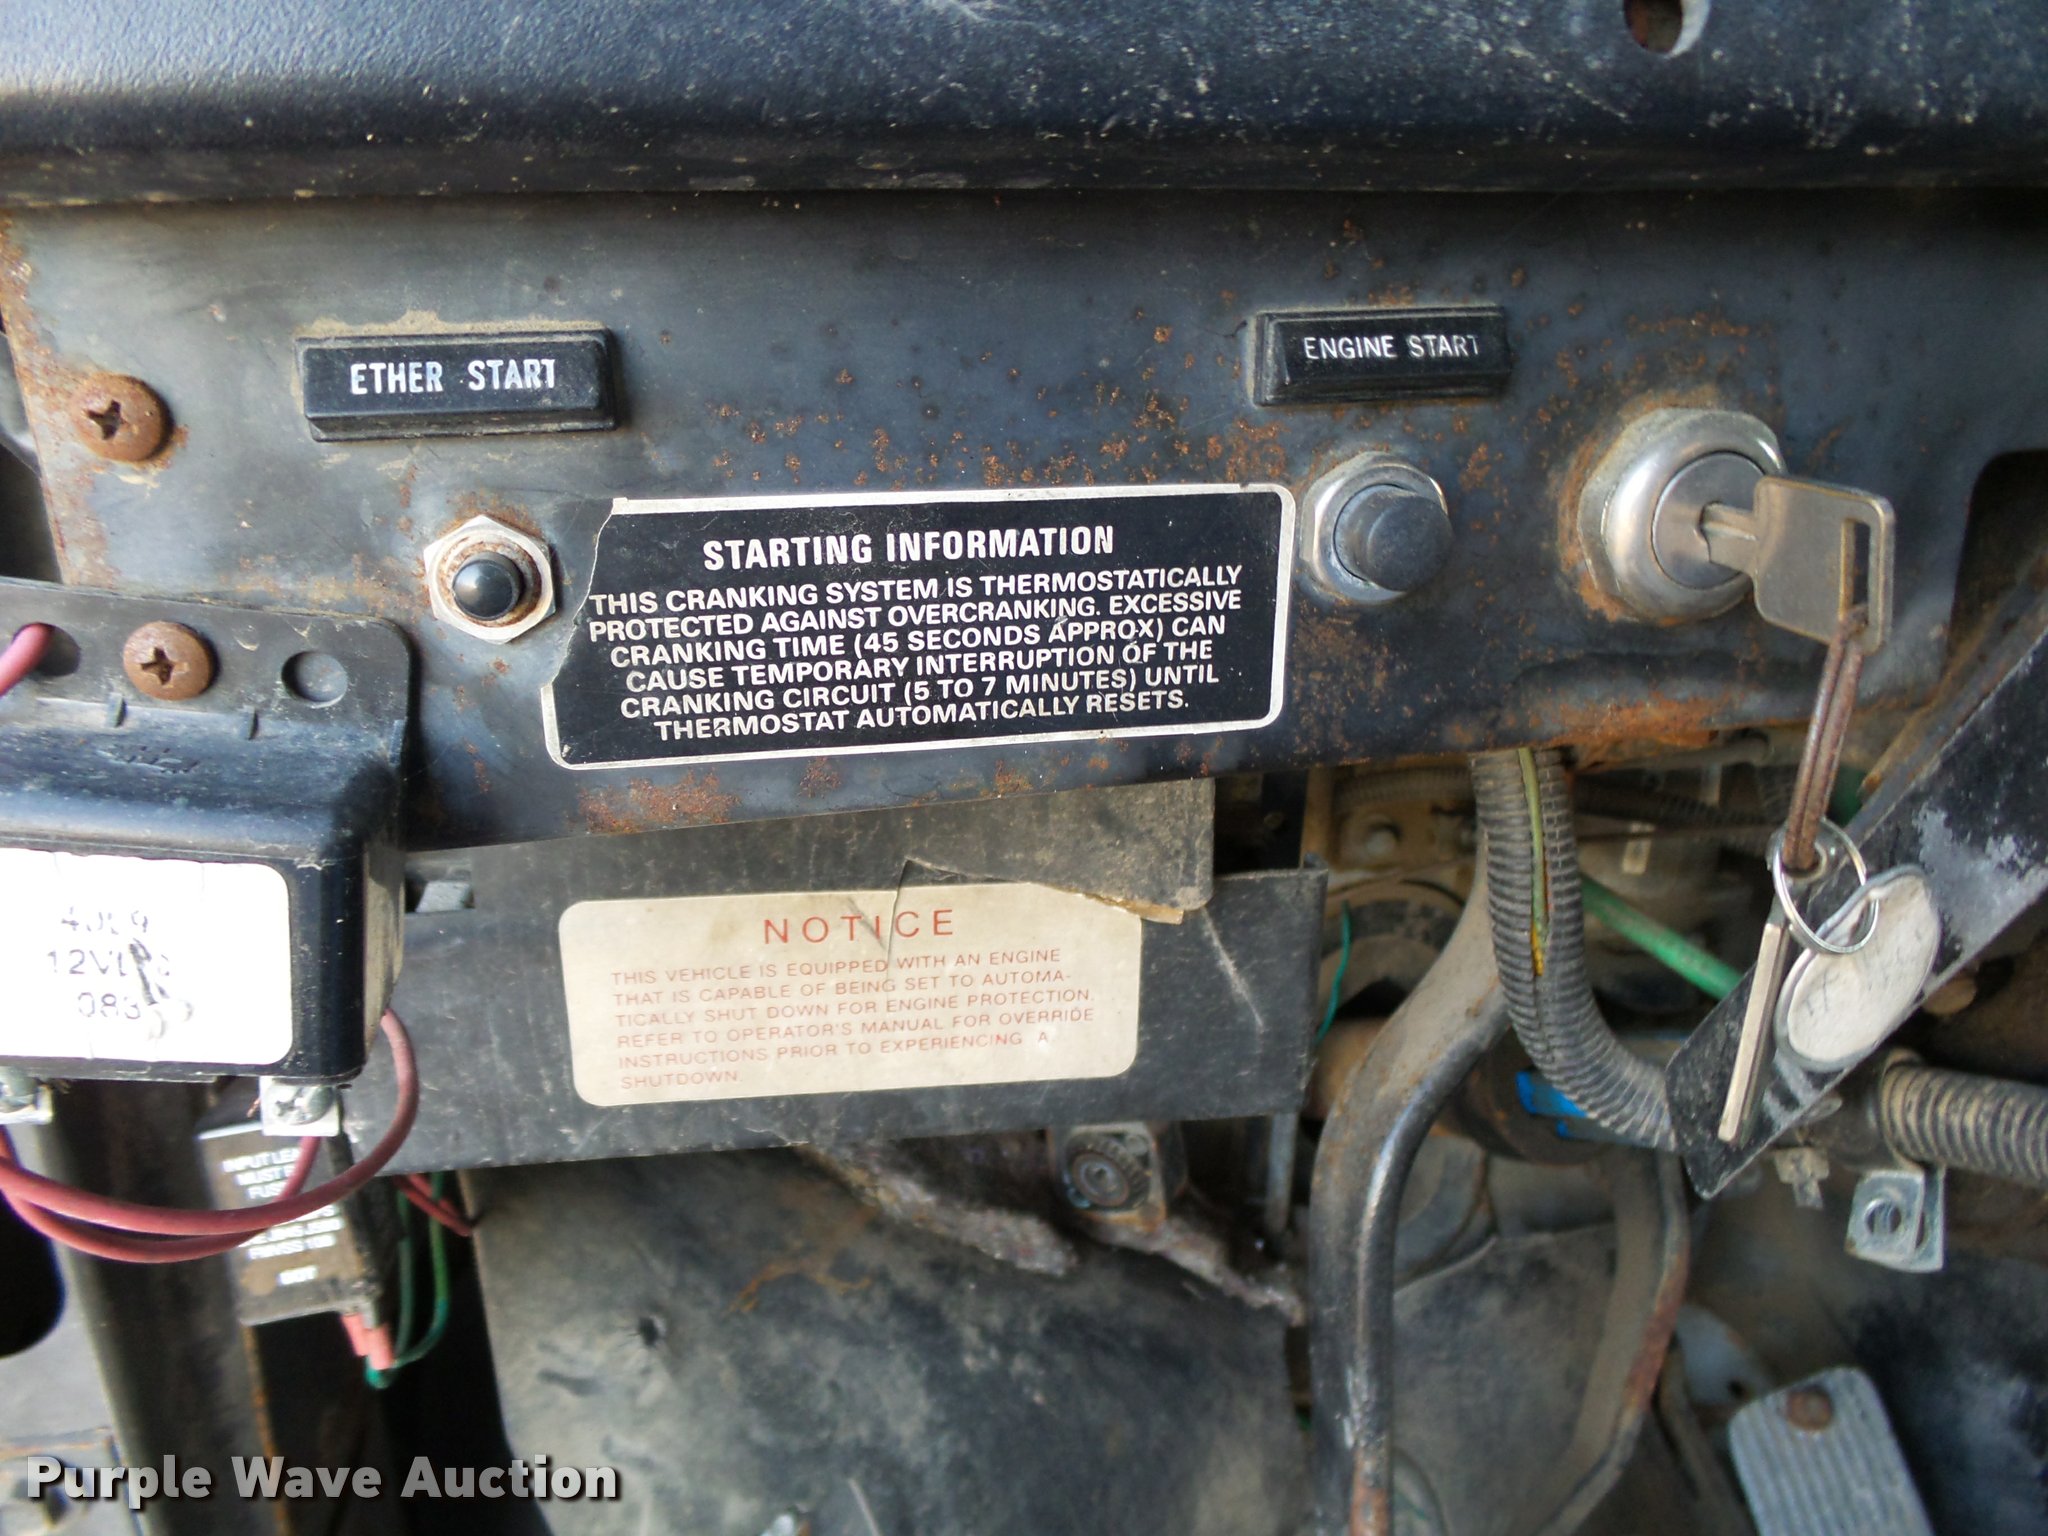 ETHER START
ENGINE START
STARTING INFORMATION
THIS CRANKING SYSTEM IS THERMOSTATICALLY
PROTECTED AGAINST OVERCRANKING. EXCESSIVE
CRANKING TIME (45 SECONDS APPROX) CAN
CAUSE TEMPORARY INTERRUPTION OF THE
CRANKING CIRCUIT (5 TO 7 MINUTES) UNTIL
THERMOSTAT AUTOMATICALLY RESETS.
NOTICE
THIS VEHICLE IS EQUIPPED WITH AN ENGINE
THAT IS CAPABLE OF BEING SET TO AUTOMA-
TICALLY SHUT DOWN FOR ENGINE PROTECTION.
REFER TO OPERATOR'S MANUAL FOR OVERRIDE
INSTRUCTIONS PRIOR TO EXPERIENCING A
SHUTDOWN.
INPUT
MUST
Purple Wave Auction